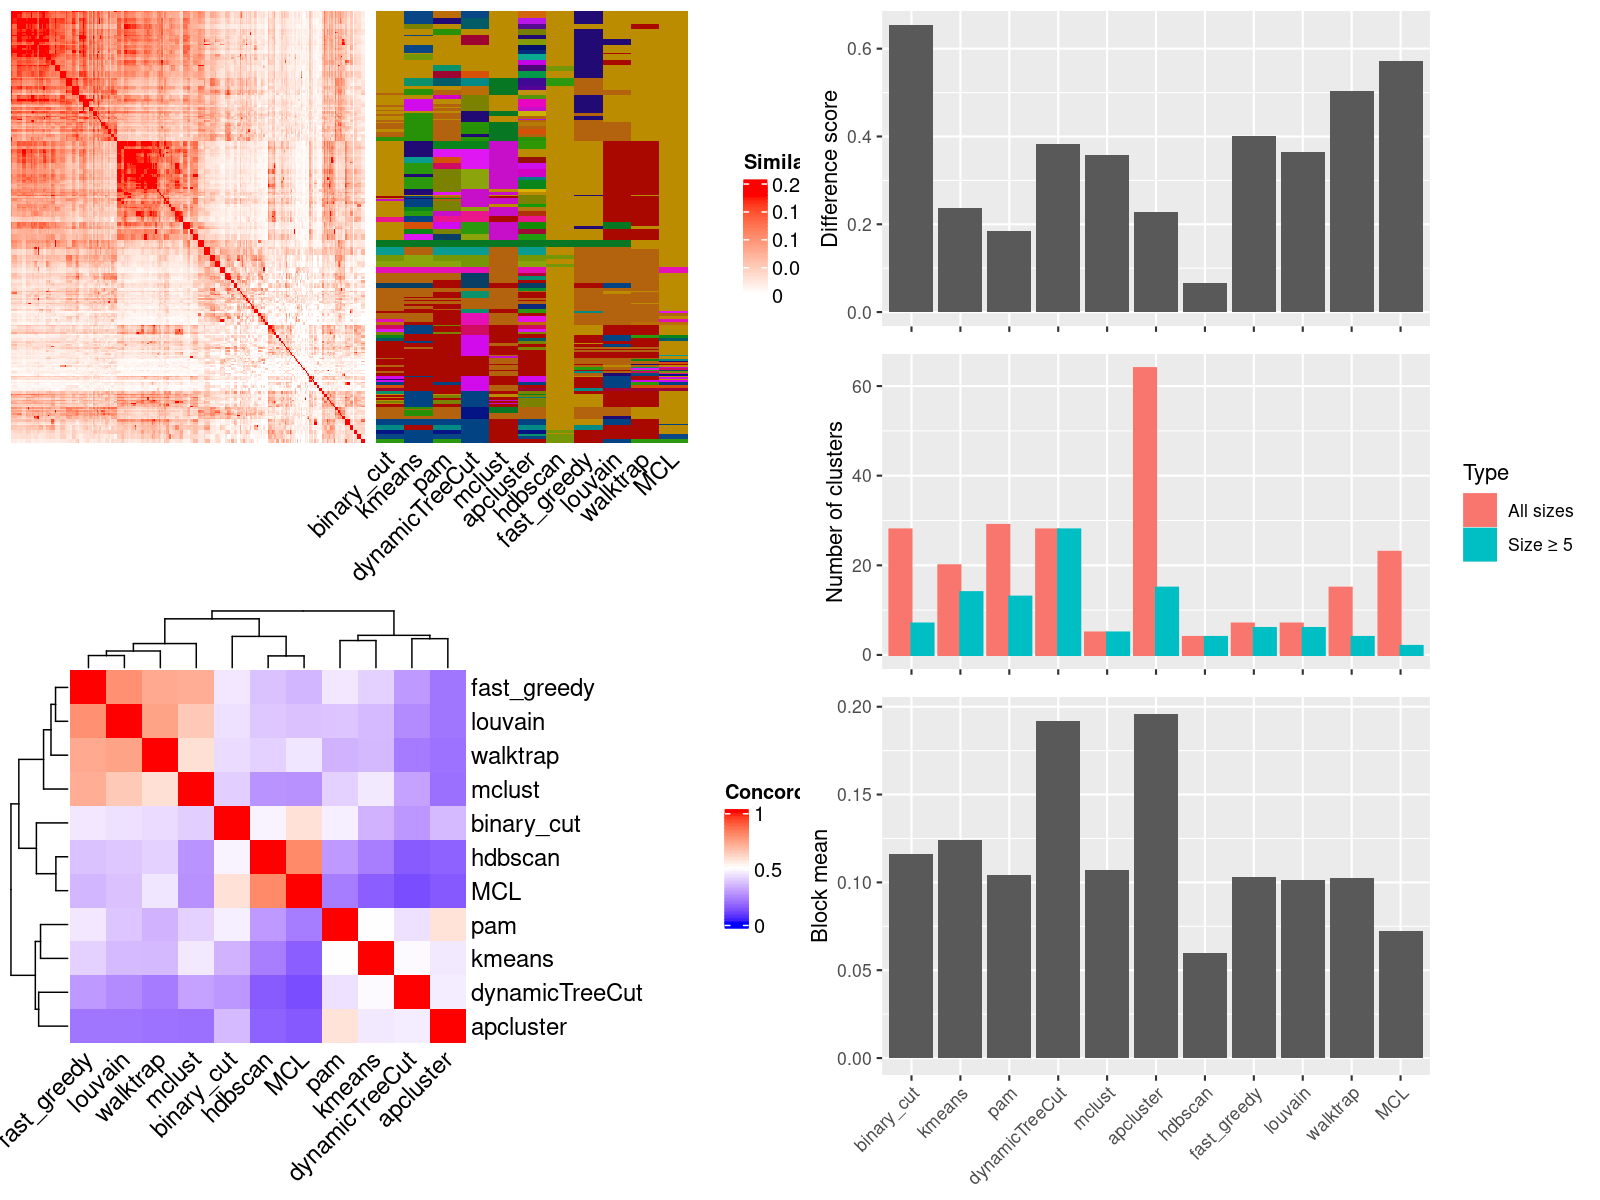 Simila
0.2
0.1
0.1
0.0
0
binary_cut
kmeans
pam
dynamicTreeCut
mclust
apcluster
hdbscan
fast_greedy
louvain
walktrap
MCL
fast_greedy
louvain
walktrap
mclust
binary_cut
hdbscan
MCL
pam
kmeans
dynamicTreeCut
apcluster
Concord
1
0.5
0
fast_greedy
louvain
walktrap
mclust
binary_cut
hdbscan
MCL
pam
kmeans
dynamicTreeCut
apcluster
Difference score
0.6
0.4
0.2
0.0
Number of clusters
60
40
20
0
Type
All sizes
Size ≥ 5
Block mean
0.20
0.15
0.10
0.05
0.00
binary_cut
kmeans
pam
dynamicTreeCut
mclust
apcluster
hdbscan
fast_greedy
louvain
walktrap
MCL